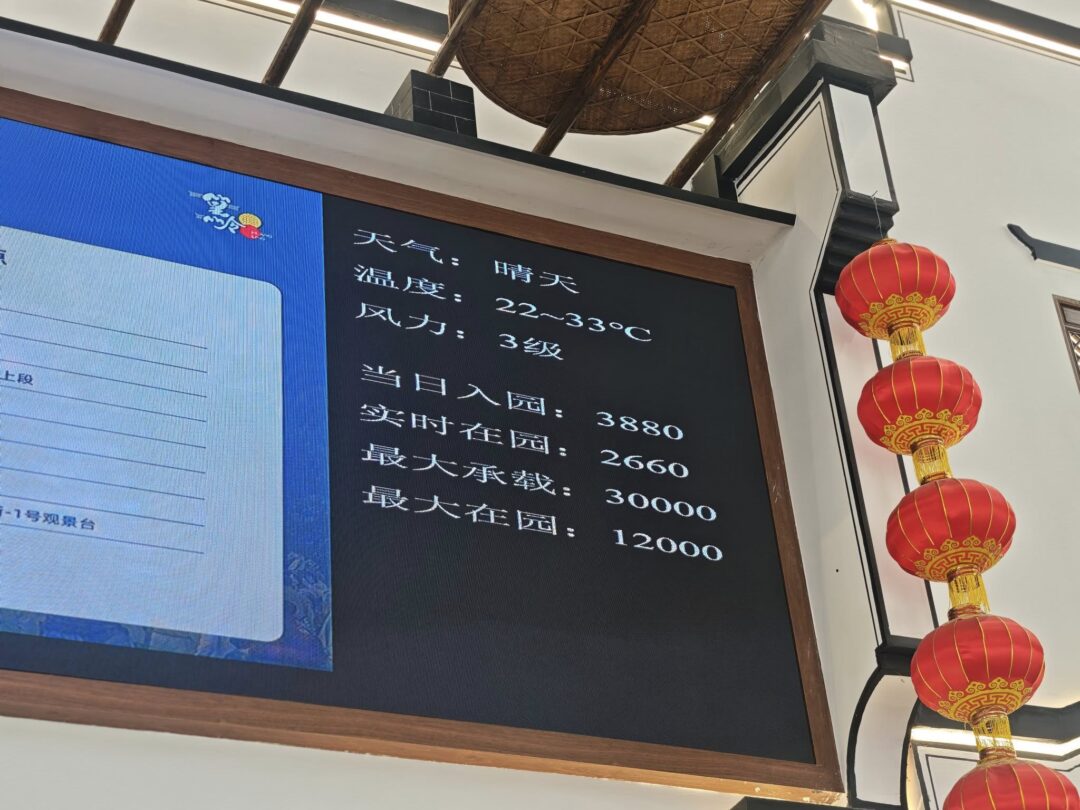 篁岭
上段
-1号观景台
天气：晴天
温度：22~33°C
风力：3级
当日入园：3880
实时在园：2660
最大承载：30000
最大在园：12000